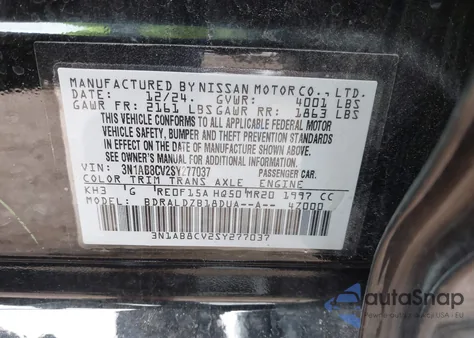 MANUFACTURED BY NISSAN MOTOR CO., LTD.
DATE: 12/24. GVWR: 4001 LBS
GAWR FR: 2161 LBS GAWR RR: 1863 LBS
THIS VEHICLE CONFORMS TO ALL APPLICABLE FEDERAL MOTOR
VEHICLE SAFETY, BUMPER AND THEFT PREVENTION STANDARDS
IN EFFECT ON THE DATE OF MANUFACTURE SHOWN ABOVE.
SEE OWNER'S MANUAL FOR ADDITIONAL INFORMATION.
VIN: 3N1AB8CV2SY277037 PASSENGER CAR.
COLOR TRIM TRANS AXLE ENGINE
KH3 G RE0F15A HQ50 MR20 1997 CC
MODEL: BDRALDZB18DUA--A-- 47000
3N1AB8CV2SY277037
autoSnap